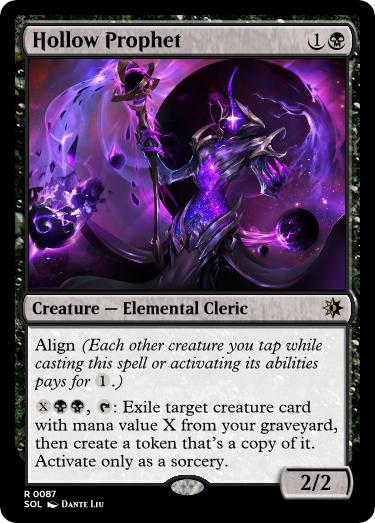 Hollow Prophet 1
Creature — Elemental Cleric
Align (Each other creature you tap while
casting this spell or activating its abilities
pays for 1.)
X, : Exile target creature card
with mana value X from your graveyard,
then create a token that's a copy of it.
Activate only as a sorcery.
2/2
R 0087
SOL Dante Liu